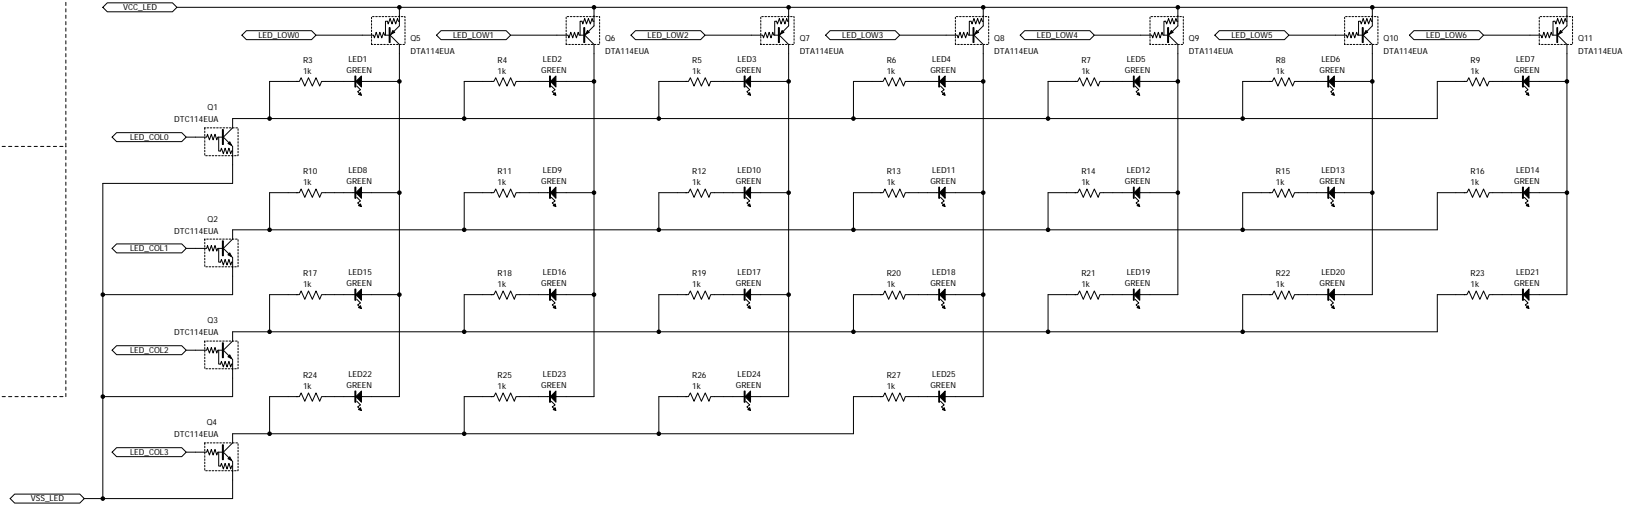 VCC_LED
LED_LOW0
Q5
DTA114EUA
LED_LOW1
Q6
DTA114EUA
LED_LOW2
Q7
DTA114EUA
LED_LOW3
Q8
DTA114EUA
LED_LOW4
Q9
DTA114EUA
LED_LOW5
Q10
DTA114EUA
LED_LOW6
Q11
DTA114EUA
R3
1k
LED1
GREEN
R4
1k
LED2
GREEN
R5
1k
LED3
GREEN
R6
1k
LED4
GREEN
R7
1k
LED5
GREEN
R8
1k
LED6
GREEN
R9
1k
LED7
GREEN
Q1
DTC114EUA
LED_COL0
R10
1k
LED8
GREEN
R11
1k
LED9
GREEN
R12
1k
LED10
GREEN
R13
1k
LED11
GREEN
R14
1k
LED12
GREEN
R15
1k
LED13
GREEN
R16
1k
LED14
GREEN
Q2
DTC114EUA
LED_COL1
R17
1k
LED15
GREEN
R18
1k
LED16
GREEN
R19
1k
LED17
GREEN
R20
1k
LED18
GREEN
R21
1k
LED19
GREEN
R22
1k
LED20
GREEN
R23
1k
LED21
GREEN
Q3
DTC114EUA
LED_COL2
R24
1k
LED22
GREEN
R25
1k
LED23
GREEN
R26
1k
LED24
GREEN
R27
1k
LED25
GREEN
Q4
DTC114EUA
LED_COL3
VSS_LED